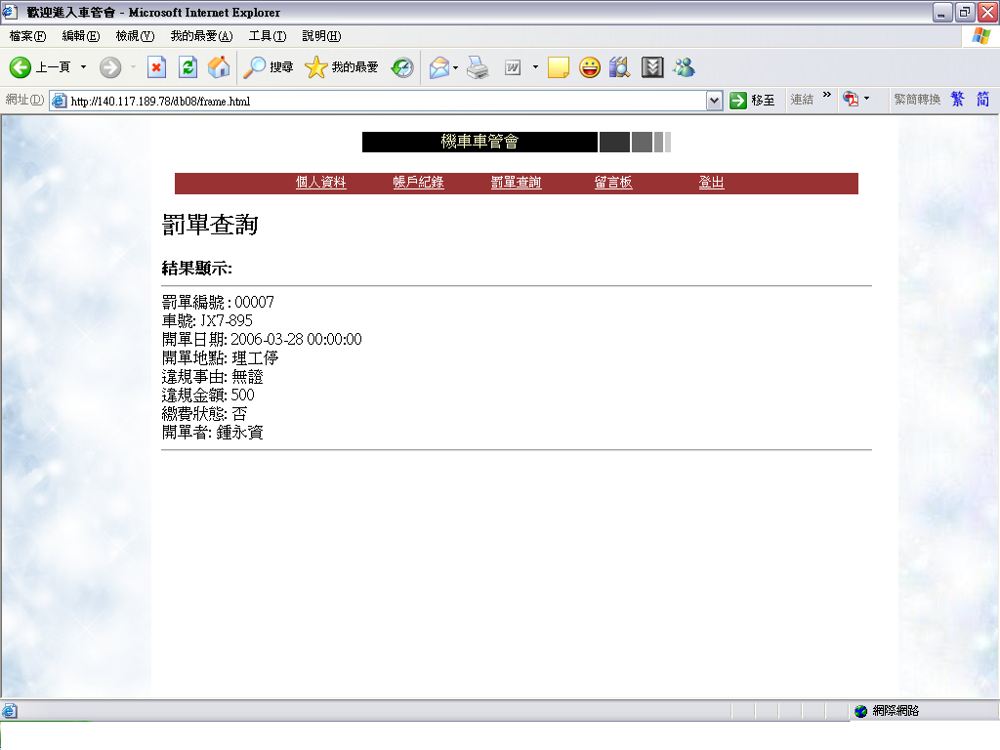 歡迎進入車管會 - Microsoft Internet Explorer
檔案(F) 編輯(E) 檢視(V) 我的最愛(A) 工具(T) 說明(H)
上一頁 搜尋 我的最愛
網址(D) http://140.117.189.78/db08/frame.html 移至 連結 » 繁簡轉換 繁 简
機車車管會
個人資料 帳戶紀錄 罰單查詢 留言板 登出
罰單查詢
結果顯示:
罰單編號 : 00007
車號: JX7-895
開單日期: 2006-03-28 00:00:00
開單地點: 理工停
違規事由: 無證
違規金額: 500
繳費狀態: 否
開單者: 鍾永資
網際網路